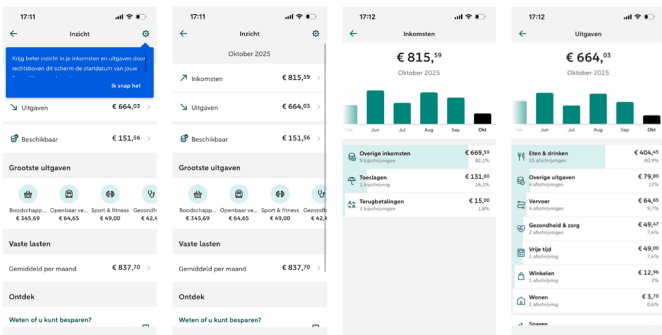 17:11
Inzicht
Krijg beter inzicht in je inkomsten en uitgaven door
rechtsboven dit scherm de startdatum van jouw
Ik snap het
Uitgaven € 664,03
Beschikbaar € 151,56
Grootste uitgaven
Boodschapp... Openbaar ve... Sport & fitness Gezondh
€ 345,69 € 64,65 € 49,00 € 42,4
Vaste lasten
Gemiddeld per maand € 837,70
Ontdek
Weten of u kunt besparen?
17:11
Inzicht
Oktober 2025
Inkomsten € 815,59
Uitgaven € 664,03
Beschikbaar € 151,56
Grootste uitgaven
Boodschapp... Openbaar ve... Sport & fitness Gezondh
€ 345,69 € 64,65 € 49,00 € 42,4
Vaste lasten
Gemiddeld per maand € 837,70
Ontdek
Weten of u kunt besparen?
17:12
Inkomsten
€ 815,59
Oktober 2025
Mei Jun Jul Aug Sep Okt
Overige inkomsten € 669,59
9 bijschrijvingen 82,1%
Toeslagen € 131,00
1 bijschrijving 16,1%
Terugbetalingen € 15,00
2 bijschrijvingen 1,8%
17:12
Uitgaven
€ 664,03
Oktober 2025
Mei Jun Jul Aug Sep Okt
Eten & drinken € 404,45
25 afschrijvingen 60,9%
Overige uitgaven € 79,80
4 afschrijvingen 12%
Vervoer € 64,65
4 afschrijvingen 9,7%
Gezondheid & zorg € 49,47
2 afschrijvingen 7,4%
Vrije tijd € 49,00
1 afschrijving 7,4%
Winkelen € 12,96
1 afschrijving 2%
Wonen € 3,70
1 afschrijving 0,6%
Sparen